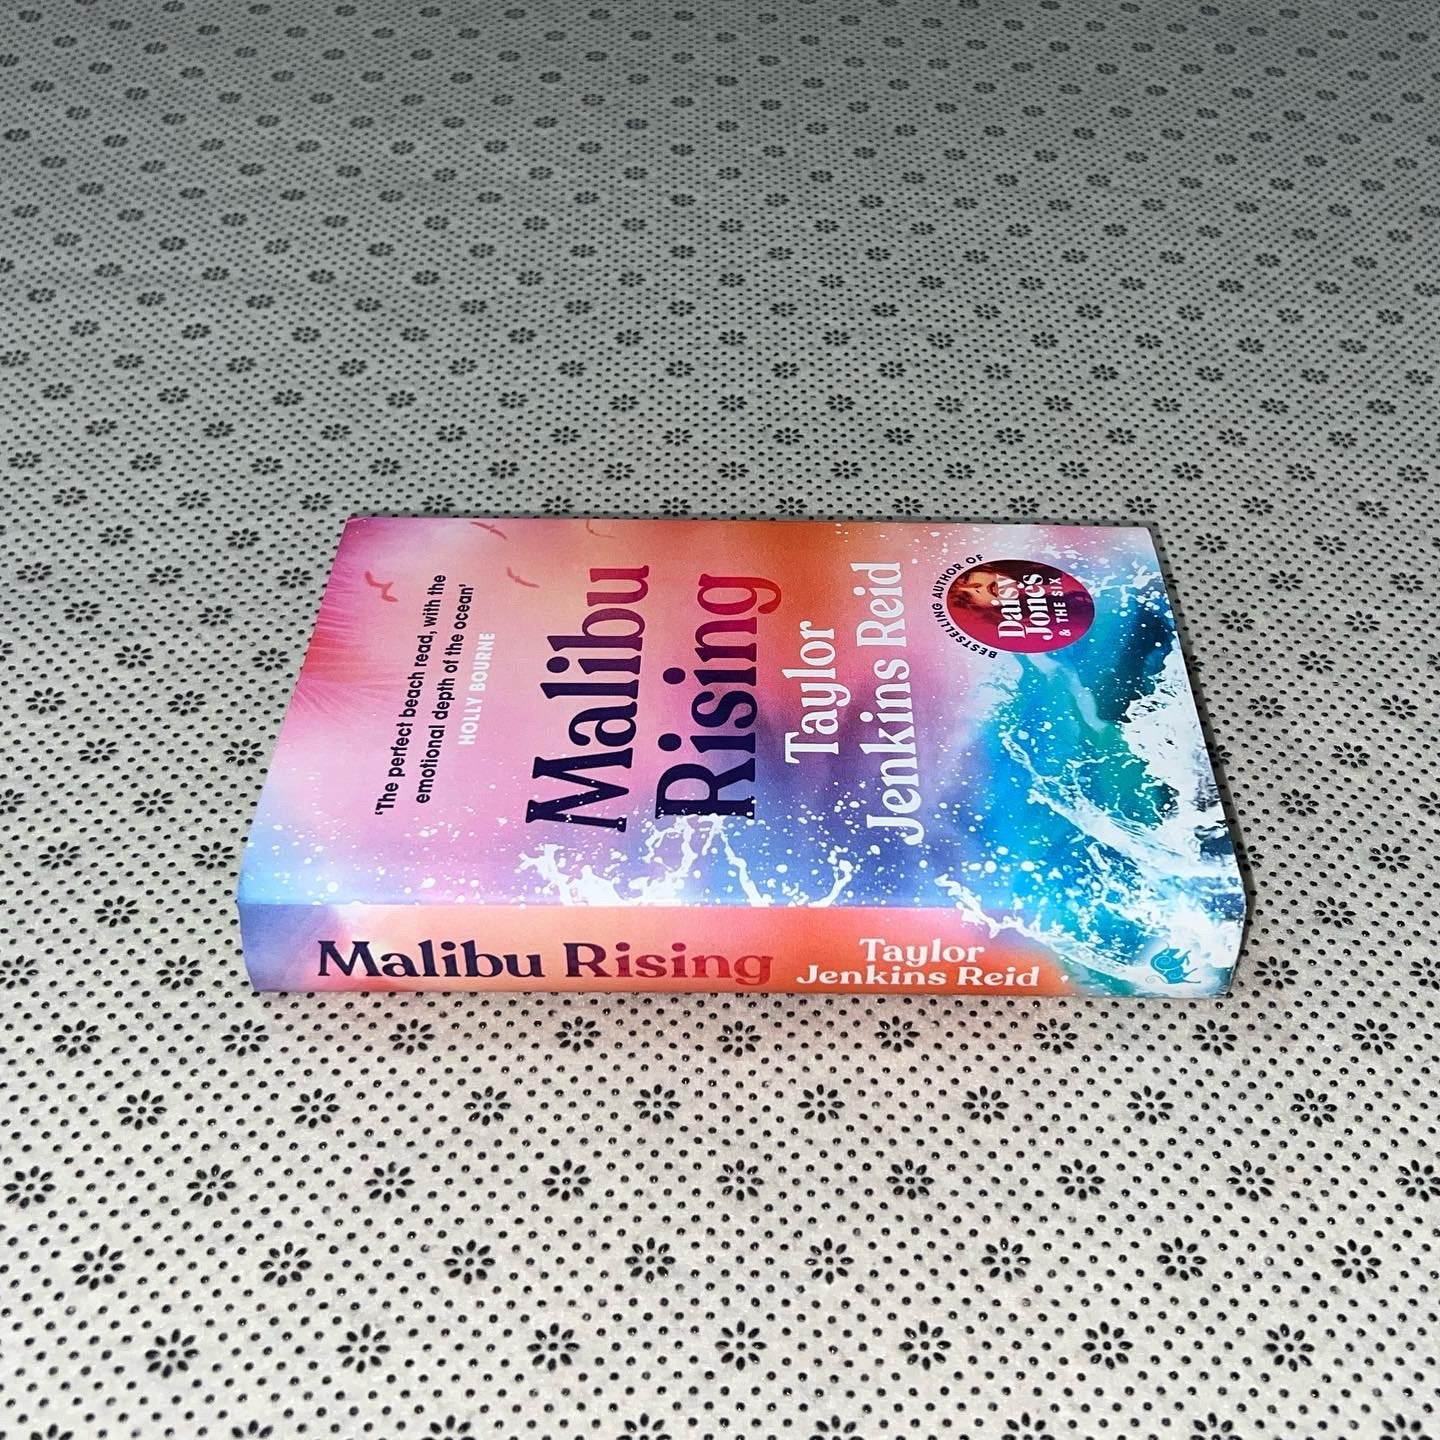 'The perfect beach read, with the
emotional depth of the ocean'
HOLLY BOURNE
Malibu
Rising
Taylor
Jenkins Reid
BESTSELLING AUTHOR OF
Daisy
Jones
& THE SIX
Malibu Rising
Taylor
Jenkins Reid